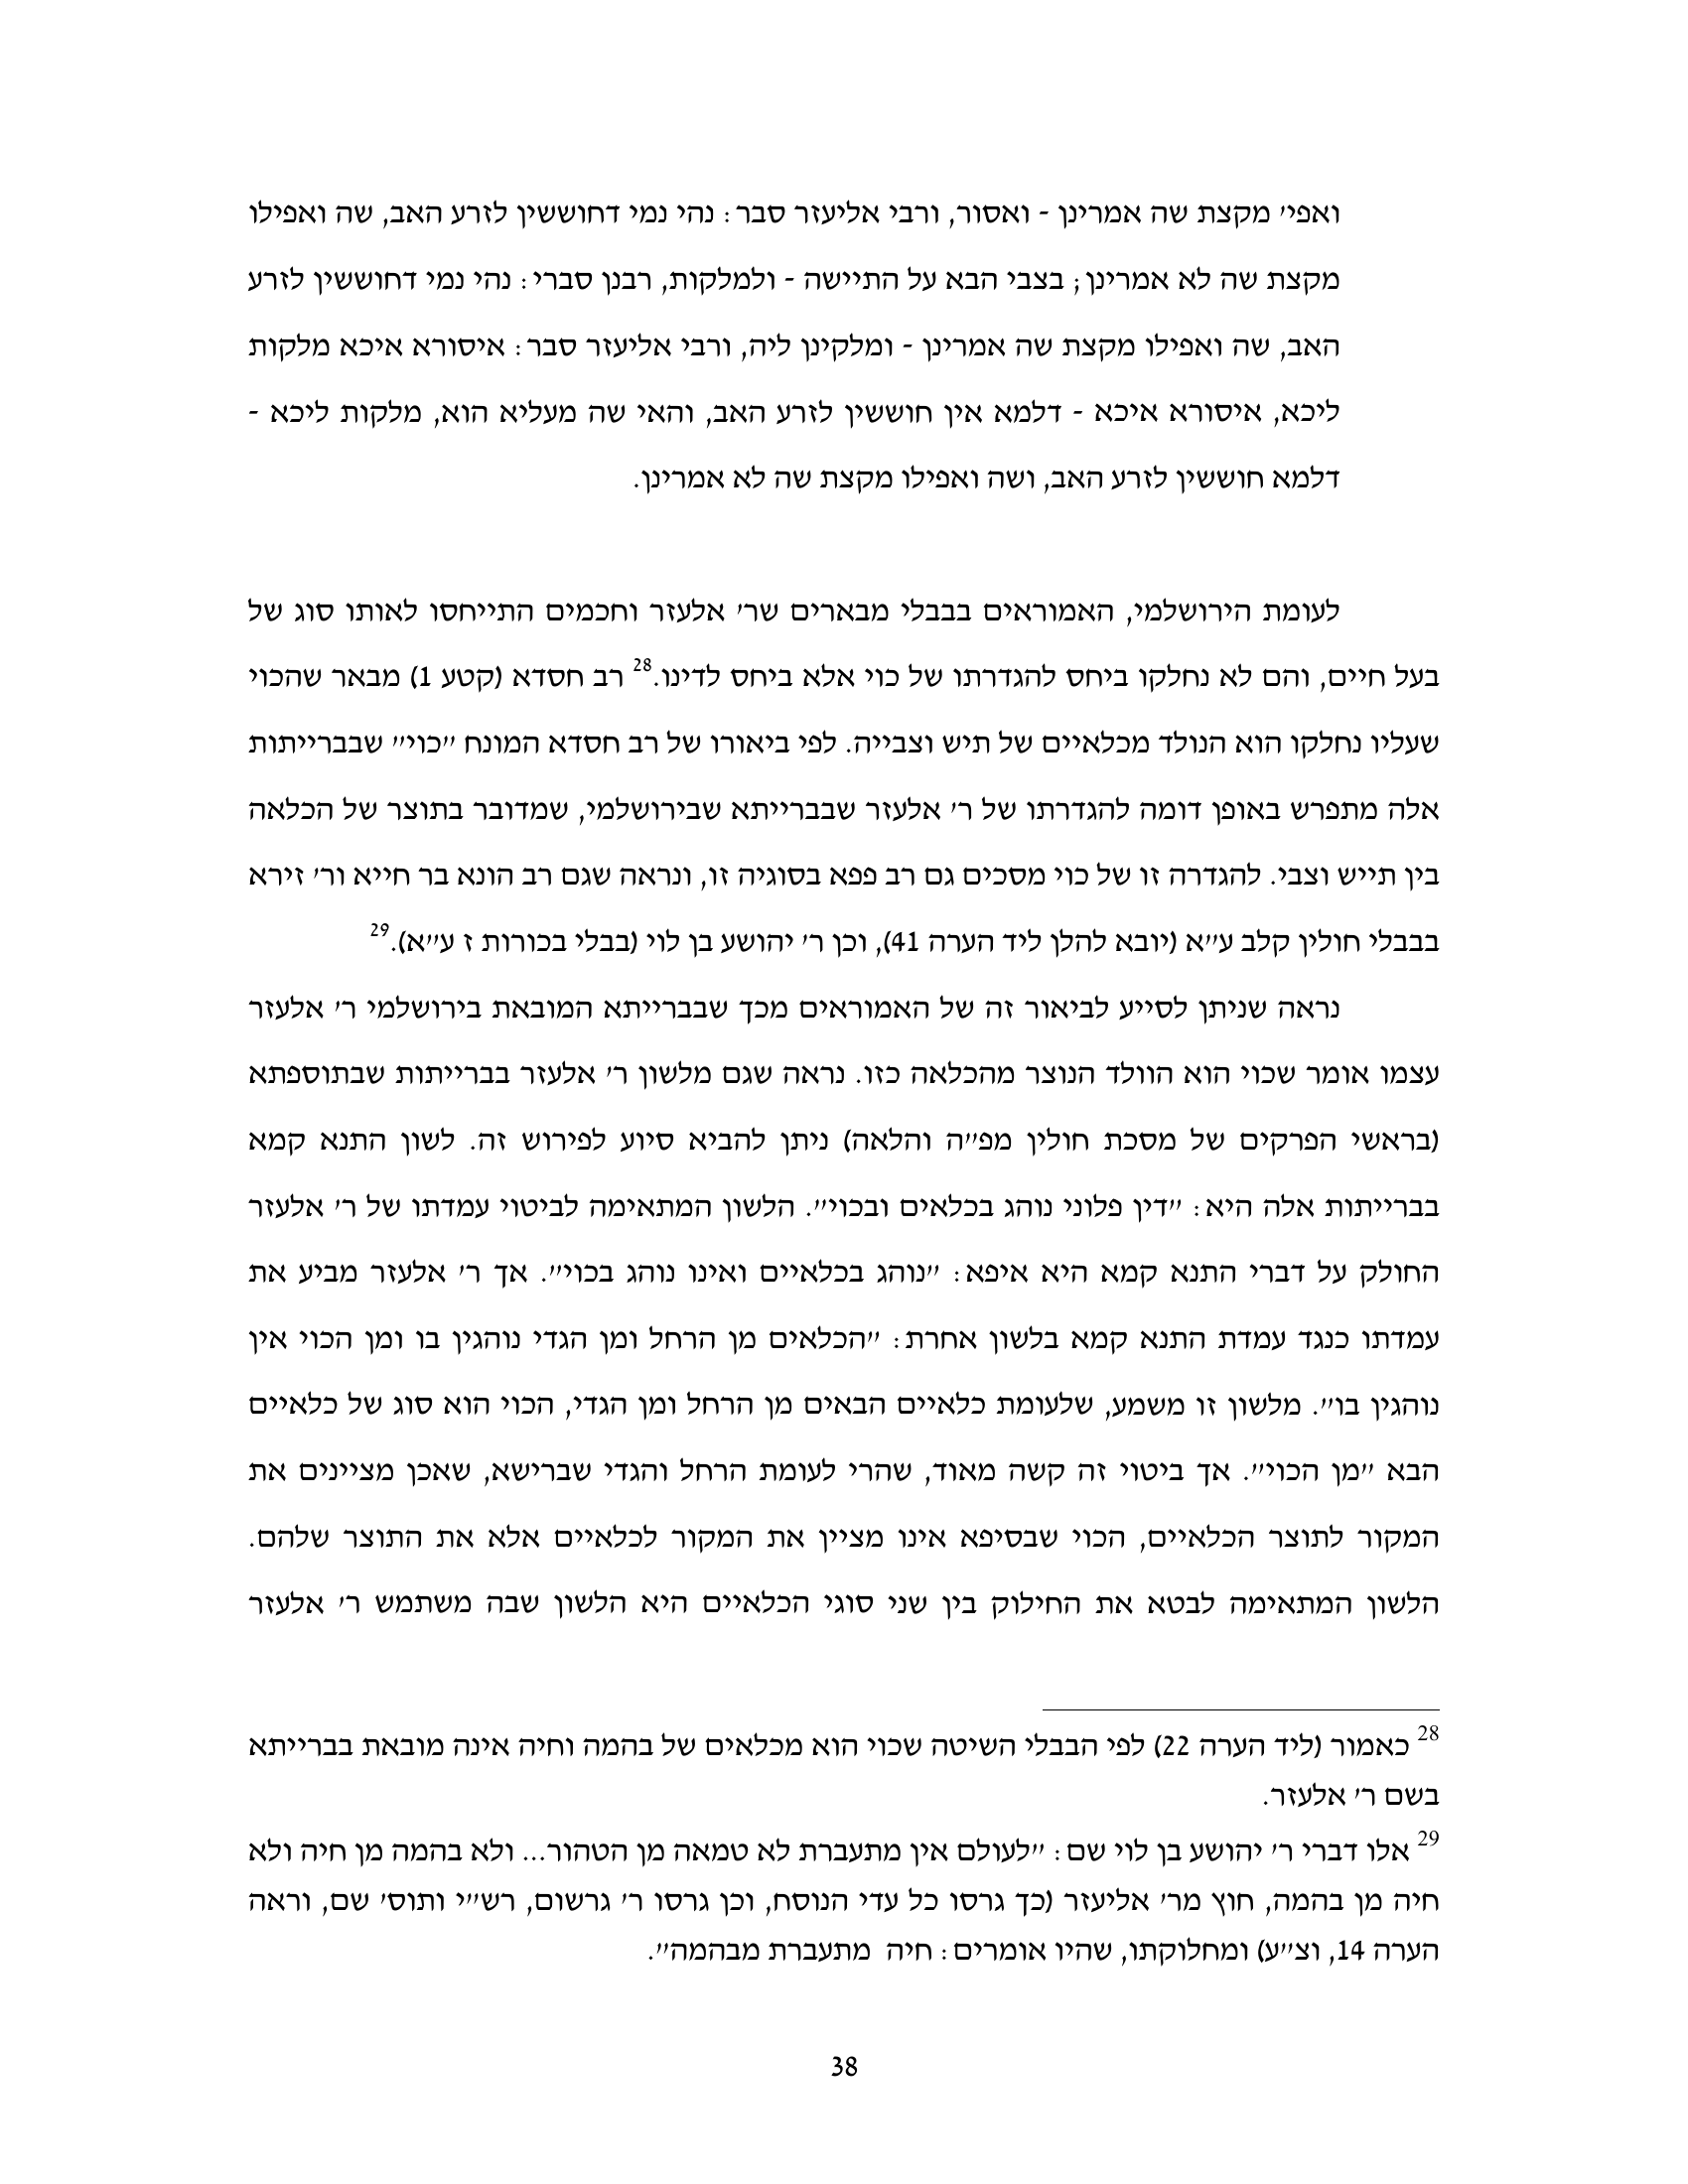 ואפי' מקצת שה אמרינן - ואסור, ורבי אליעזר סבר: נהי נמי דחוששין לזרע האב, שה ואפילו
מקצת שה לא אמרינן; בצבי הבא על התיישה - ולמלקות, רבנן סברי: נהי נמי דחוששין לזרע
האב, שה ואפילו מקצת שה אמרינן - ומלקינן ליה, ורבי אליעזר סבר: איסורא איכא מלקות
ליכא, איסורא איכא - דלמא אין חוששין לזרע האב, והאי שה מעליא הוא, מלקות ליכא -
דלמא חוששין לזרע האב, ושה ואפילו מקצת שה לא אמרינן.
לעומת הירושלמי, האמוראים בבבלי מבארים שר' אלעזר וחכמים התייחסו לאותו סוג של
בעל חיים, והם לא נחלקו ביחס להגדרתו של כוי אלא ביחס לדינו.28 רב חסדא (קטע 1) מבאר שהכוי
שעליו נחלקו הוא הנולד מכלאיים של תיש וצבייה. לפי ביאורו של רב חסדא המונח "כוי" שבברייתות
אלה מתפרש באופן דומה להגדרתו של ר' אלעזר שבברייתא שבירושלמי, שמדובר בתוצר של הכלאה
בין תייש וצבי. להגדרה זו של כוי מסכים גם רב פפא בסוגיה זו, ונראה שגם רב הונא בר חייא ור' זירא
בבבלי חולין קלב ע"א (יובא להלן ליד הערה 41), וכן ר' יהושע בן לוי (בבלי בכורות ז ע"א).29
נראה שניתן לסייע לביאור זה של האמוראים מכך שבברייתא המובאת בירושלמי ר' אלעזר
עצמו אומר שכוי הוא הוולד הנוצר מהכלאה כזו. נראה שגם מלשון ר' אלעזר בברייתות שבתוספתא
(בראשי הפרקים של מסכת חולין מפ"ה והלאה) ניתן להביא סיוע לפירוש זה. לשון התנא קמא
בברייתות אלה היא: "דין פלוני נוהג בכלאים ובכוי". הלשון המתאימה לביטוי עמדתו של ר' אלעזר
החולק על דברי התנא קמא היא איפא: "נוהג בכלאיים ואינו נוהג בכוי". אך ר' אלעזר מביע את
עמדתו כנגד עמדת התנא קמא בלשון אחרת: "הכלאים מן הרחל ומן הגדי נוהגין בו ומן הכוי אין
נוהגין בו". מלשון זו משמע, שלעומת כלאיים הבאים מן הרחל ומן הגדי, הכוי הוא סוג של כלאיים
הבא "מן הכוי". אך ביטוי זה קשה מאוד, שהרי לעומת הרחל והגדי שברישא, שאכן מציינים את
המקור לתוצר הכלאיים, הכוי שבסיפא אינו מציין את המקור לכלאיים אלא את התוצר שלהם.
הלשון המתאימה לבטא את החילוק בין שני סוגי הכלאיים היא הלשון שבה משתמש ר' אלעזר
28 כאמור (ליד הערה 22) לפי הבבלי השיטה שכוי הוא מכלאים של בהמה וחיה אינה מובאת בברייתא
בשם ר' אלעזר.
29 אלו דברי ר' יהושע בן לוי שם: "לעולם אין מתעברת לא טמאה מן הטהור... ולא בהמה מן חיה ולא
חיה מן בהמה, חוץ מר' אליעזר (כך גרסו כל עדי הנוסח, וכן גרסו ר' גרשום, רש"י ותוס' שם, וראה
הערה 14, וצ"ע) ומחלוקתו, שהיו אומרים: חיה מתעברת מבהמה".
38